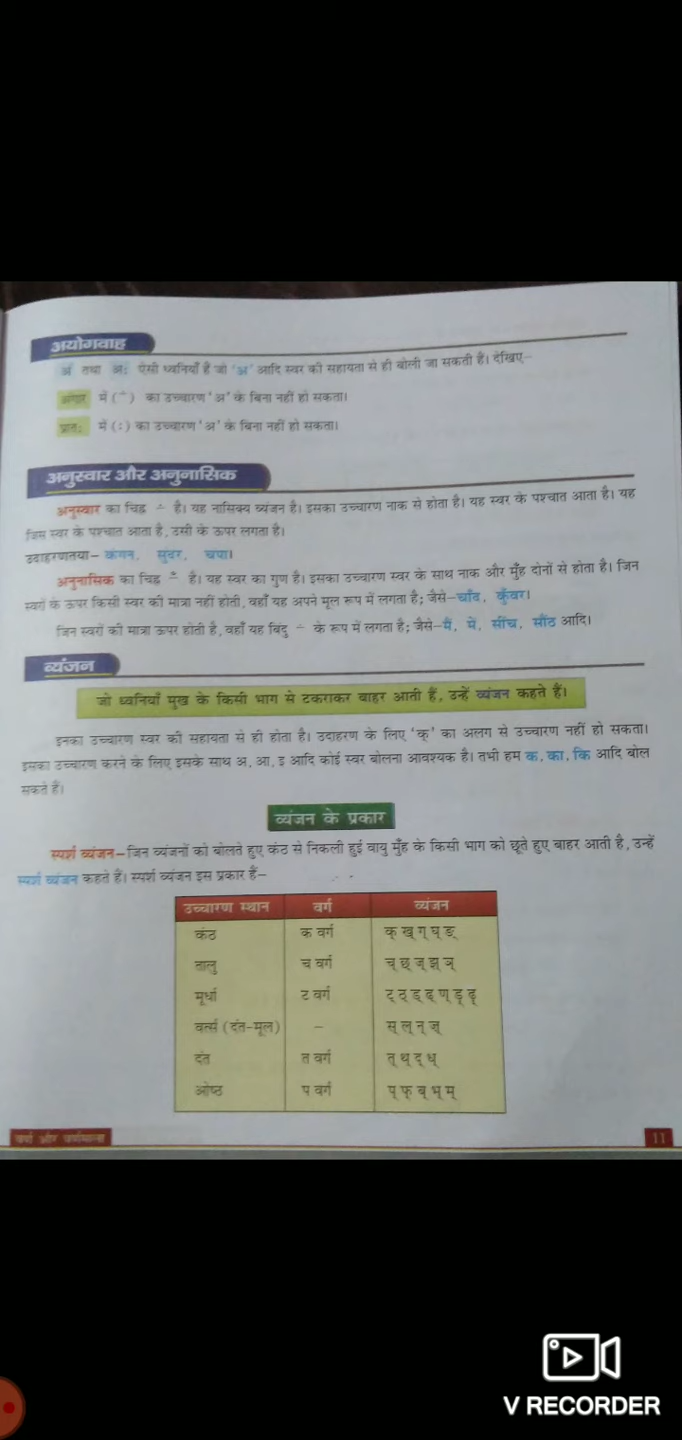 अयोगवाह
अं तथा अः ऐसी ध्वनियाँ हैं जो 'अ' आदि स्वर की सहायता से ही बोली जा सकती हैं। देखिए–
अंगार में ( ं ) का उच्चारण 'अ' के बिना नहीं हो सकता।
प्रातः में (:) का उच्चारण 'अ' के बिना नहीं हो सकता।
अनुस्वार और अनुनासिक
अनुस्वार का चिह्न ं है। यह नासिक्य व्यंजन है। इसका उच्चारण नाक से होता है। यह स्वर के पश्चात आता है। यह
जिस स्वर के पश्चात आता है, उसी के ऊपर लगता है।
उदाहरणतया– कंगन, सुंदर, चंपा।
अनुनासिक का चिह्न ँ है। यह स्वर का गुण है। इसका उच्चारण स्वर के साथ नाक और मुँह दोनों से होता है। जिन
स्वरों के ऊपर किसी स्वर की मात्रा नहीं होती, वहाँ यह अपने मूल रूप में लगता है; जैसे–चाँद, कुँवर।
जिन स्वरों की मात्रा ऊपर होती है, वहाँ यह बिंदु ं के रूप में लगता है; जैसे–मैं, में, सींच, सौंठ आदि।
व्यंजन
जो ध्वनियाँ मुख के किसी भाग से टकराकर बाहर आती हैं, उन्हें व्यंजन कहते हैं।
इनका उच्चारण स्वर की सहायता से ही होता है। उदाहरण के लिए 'क्' का अलग से उच्चारण नहीं हो सकता।
इसका उच्चारण करने के लिए इसके साथ अ, आ, इ आदि कोई स्वर बोलना आवश्यक है। तभी हम क, का, कि आदि बोल
सकते हैं।
व्यंजन के प्रकार
स्पर्श व्यंजन–जिन व्यंजनों को बोलते हुए कंठ से निकली हुई वायु मुँह के किसी भाग को छूते हुए बाहर आती है, उन्हें
स्पर्श व्यंजन कहते हैं। स्पर्श व्यंजन इस प्रकार हैं–
उच्चारण स्थान वर्ग व्यंजन
कंठ क वर्ग क् ख् ग् घ् ङ्
तालु च वर्ग च् छ् ज् झ् ञ्
मूर्धा ट वर्ग ट् ठ् ड् ढ् ण् ड़् ढ़्
वर्त्स (दंत-मूल) – स् ल् न् ज़्
दंत त वर्ग त् थ् द् ध्
ओष्ठ प वर्ग प् फ् ब् भ् म्
वर्ण और वर्णमाला 11
V RECORDER